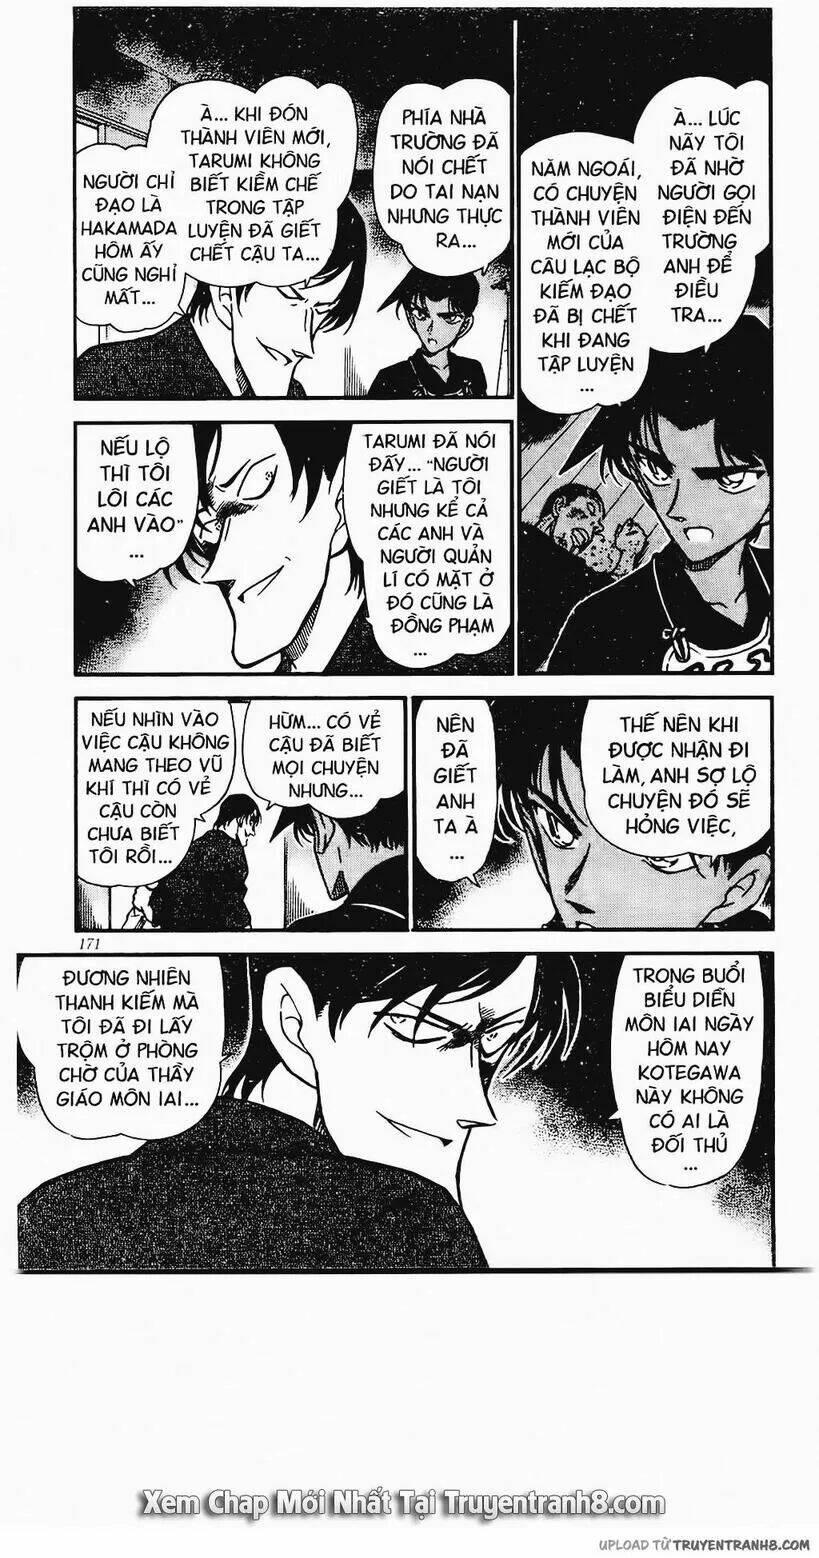 À... LÚC
NÃY TÔI
ĐÃ NHỜ
NGƯỜI GỌI
ĐIỆN ĐẾN
TRƯỜNG
ANH ĐỂ
ĐIỀU
TRA...
NĂM NGOÁI,
CÓ CHUYỆN
THÀNH VIÊN
MỚI CỦA
CÂU LẠC BỘ
KIẾM ĐẠO
ĐÃ BỊ CHẾT
KHI ĐANG
TẬP LUYỆN
...
PHÍA NHÀ
TRƯỜNG ĐÃ
NÓI CHẾT
DO TAI NẠN
NHƯNG THỰC
RA...
À... KHI ĐÓN
THÀNH VIÊN MỚI,
TARUMI KHÔNG
BIẾT KIỀM CHẾ
TRONG TẬP
LUYỆN ĐÃ GIẾT
CHẾT CẬU TA...
NGƯỜI CHỈ
ĐẠO LÀ
HAKAMADA
HÔM ẤY
CŨNG NGHỈ
MẤT...
TARUMI ĐÃ NÓI
ĐẤY... "NGƯỜI
GIẾT LÀ TÔI
NHƯNG KỂ CẢ
CÁC ANH VÀ
NGƯỜI QUẢN
LÍ CÓ MẶT Ở
ĐÓ CŨNG LÀ
ĐỒNG PHẠM
...
NẾU LỘ
THÌ TÔI
LÔI CÁC
ANH VÀO"
...
THẾ NÊN KHI
ĐƯỢC NHẬN ĐI
LÀM, ANH SỢ LỘ
CHUYỆN ĐÓ SẼ
HỎNG VIỆC,
NÊN
ĐÃ
GIẾT
ANH
TA À
...
HỪM... CÓ VẺ
CẬU ĐÃ BIẾT
MỌI CHUYỆN
NHƯNG...
NẾU NHÌN VÀO
VIỆC CẬU KHÔNG
MANG THEO VŨ
KHÍ THÌ CÓ VẺ
CẬU CÒN
CHƯA BIẾT
TÔI RỒI...
171
TRONG BUỔI
BIỂU DIỄN
MÔN IAI NGÀY
HÔM NAY
KOTEGAWA
NÀY KHÔNG
CÓ AI LÀ
ĐỐI THỦ
...
ĐƯƠNG NHIÊN
THANH KIẾM MÀ
TÔI ĐÃ ĐI LẤY
TRỘM Ở PHÒNG
CHỜ CỦA THẦY
GIÁO MÔN IAI...
Xem Chap Mới Nhất Tại Truyentranh8.com
UPLOAD TỪ TRUYENTRANH8.COM